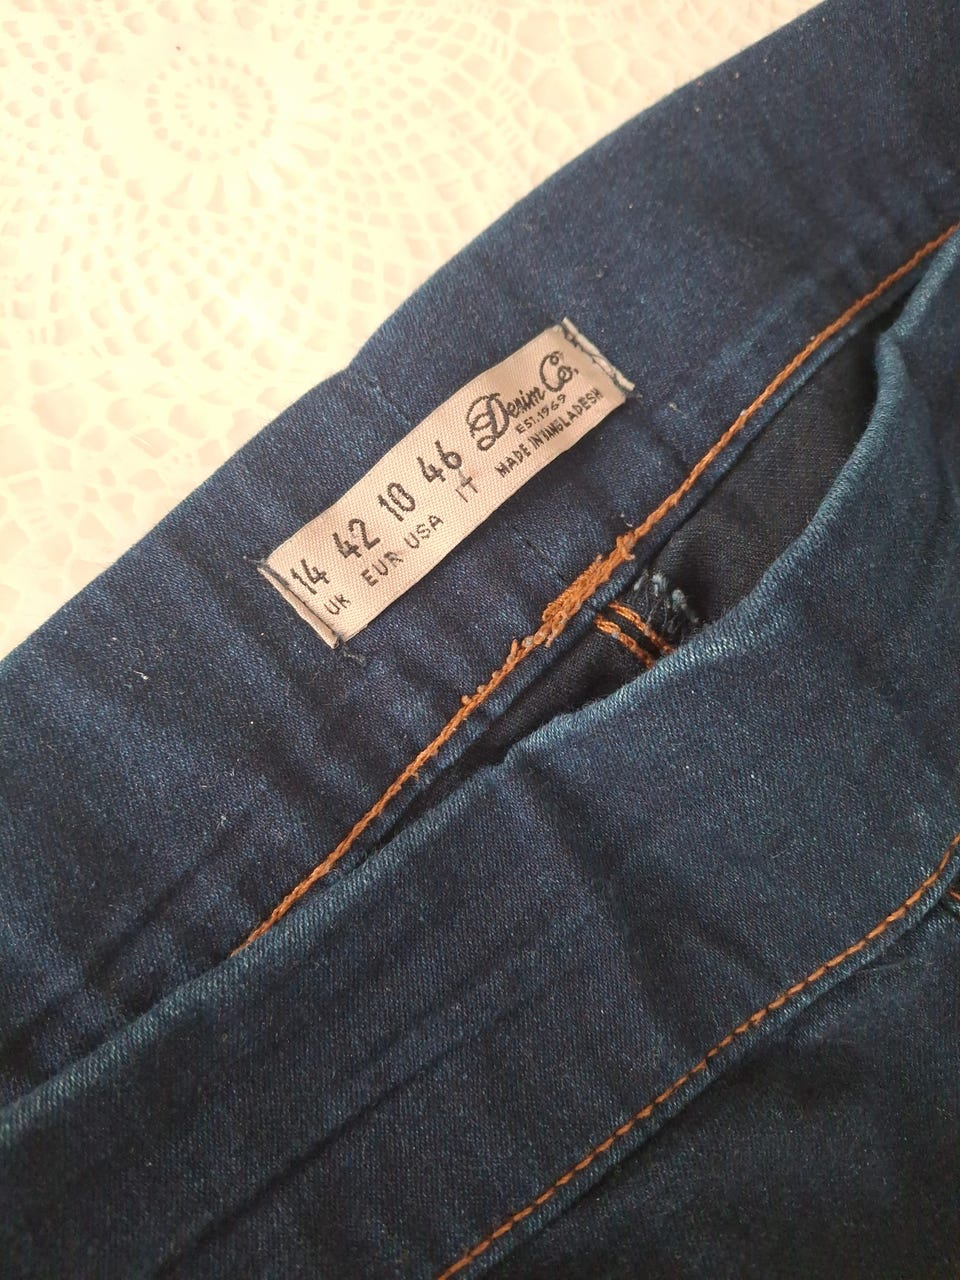 14 42 10 46
UK EUR USA IT
Denim Co.
EST.1969
MADE IN BANGLADESH